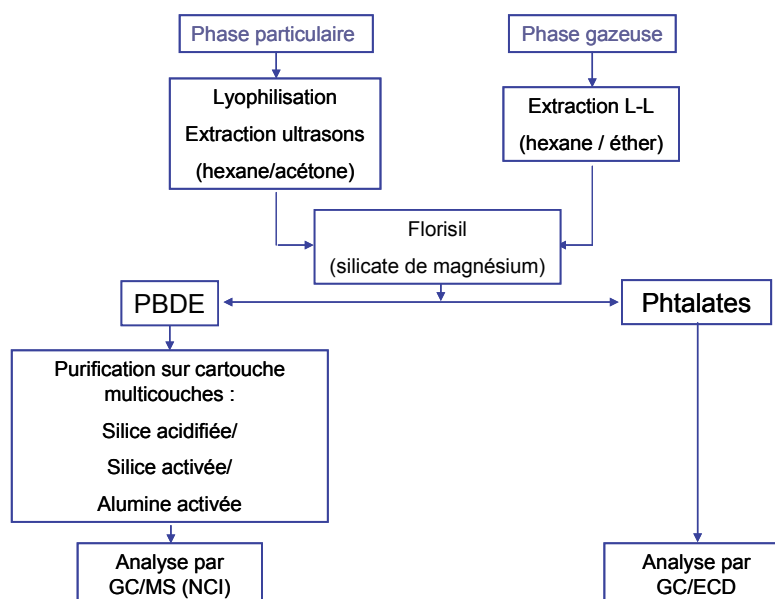 Phase particulaire
Phase gazeuse
Lyophilisation
Extraction ultrasons
(hexane/acétone)
Extraction L-L
(hexane / éther)
Florisil
(silicate de magnésium)
PBDE
Phtalates
Purification sur cartouche
multicouches :
Silice acidifiée/
Silice activée/
Alumine activée
Analyse par
GC/MS (NCI)
Analyse par
GC/ECD